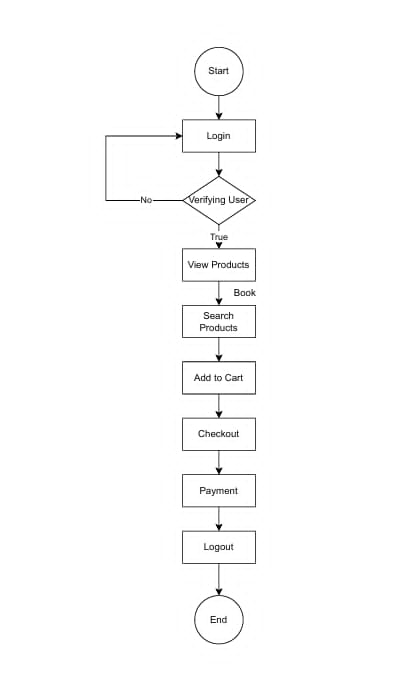 Start
Login
Verifying User
No
True
View Products
Book
Search
Products
Add to Cart
Checkout
Payment
Logout
End